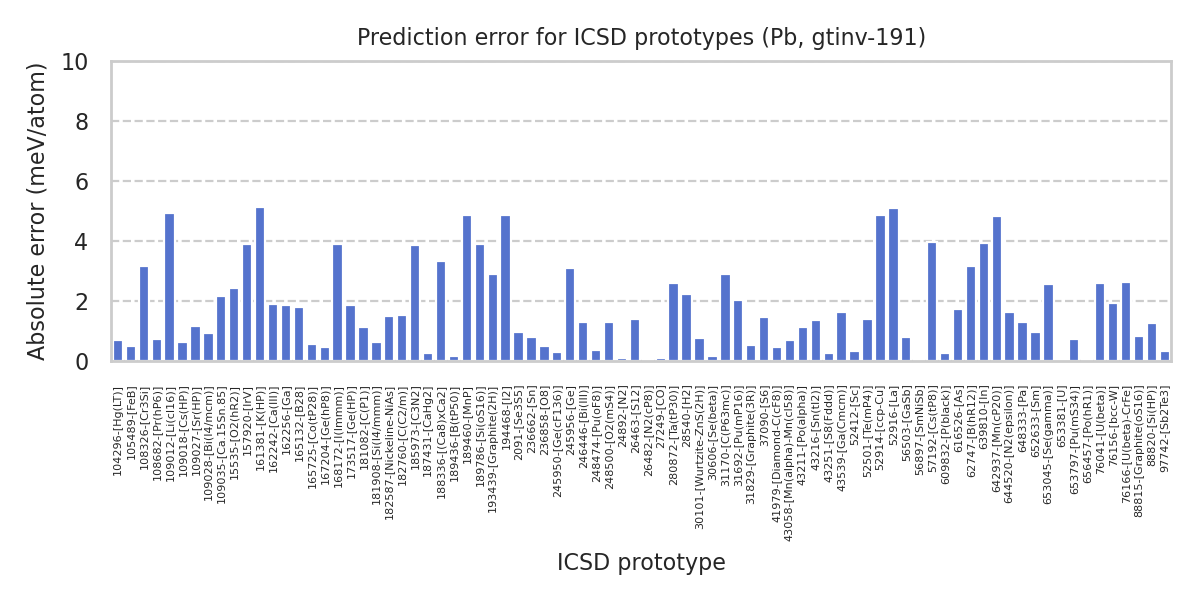 Prediction error for ICSD prototypes (Pb, gtinv-191)
Absolute error (meV/atom)
10
8
6
4
2
0
104296-[Hg(LT)]
105489-[FeB]
108326-[Cr3Si]
108682-[Pr(hP6)]
109012-[Li(cI16)]
109018-[Cs(HP)]
109027-[Sr(HP)]
109028-[Bi(I4/mcm)]
109035-[Ca.15Sn.85]
15535-[O2(hR2)]
157920-[IrV]
161381-[K(HP)]
162242-[Ca(III)]
162256-[Ga]
165132-[B28]
165725-[Co(tP28)]
167204-[Ge(hP8)]
168172-[I(Immm)]
173517-[Ge(HP)]
181082-[C(P1)]
181908-[Si(I4/mmm)]
182587-[Nickeline-NiAs]
182760-[C(C2/m)]
185973-[C3N2]
187431-[CaHg2]
188336-[(Ca8)xCa2]
189436-[B(tP50)]
189460-[MnP]
189786-[Si(oS16)]
193439-[Graphite(2H)]
194468-[I2]
2091-[Se3S5]
236662-[Sn]
236858-[O8]
245950-[Ge(cF136)]
245956-[Ge]
246446-[Bi(III)]
248474-[Pu(oF8)]
248500-[O2(mS4)]
24892-[N2]
26463-[S12]
26482-[N2(cP8)]
27249-[CO]
280872-[Ta(tP30)]
28540-[H2]
30101-[Wurtzite-ZnS(2H)]
30606-[Se(beta)]
31170-[C(P63mc)]
31692-[Pu(mP16)]
31829-[Graphite(3R)]
37090-[S6]
41979-[Diamond-C(cF8)]
43058-[Mn(alpha)-Mn(cI58)]
43211-[Po(alpha)]
43216-[Sn(tI2)]
43251-[S8(Fddd)]
43539-[Ga(Cmcm)]
52412-[Sc]
52501-[Te(mP4)]
52914-[ccp-Cu]
52916-[La]
56503-[GaSb]
56897-[SmNiSb]
57192-[Cs(tP8)]
609832-[P(black)]
616526-[As]
62747-[B(hR12)]
639810-[In]
642937-[Mn(cP20)]
644520-[N2(epsilon)]
648333-[Pa]
652633-[Sm]
653045-[Se(gamma)]
653381-[U]
653797-[Pu(mS34)]
656457-[Po(hR1)]
76041-[U(beta)]
76156-[bcc-W]
76166-[U(beta)-CrFe]
88815-[Graphite(oS16)]
88820-[Si(HP)]
97742-[Sb2Te3]
ICSD prototype